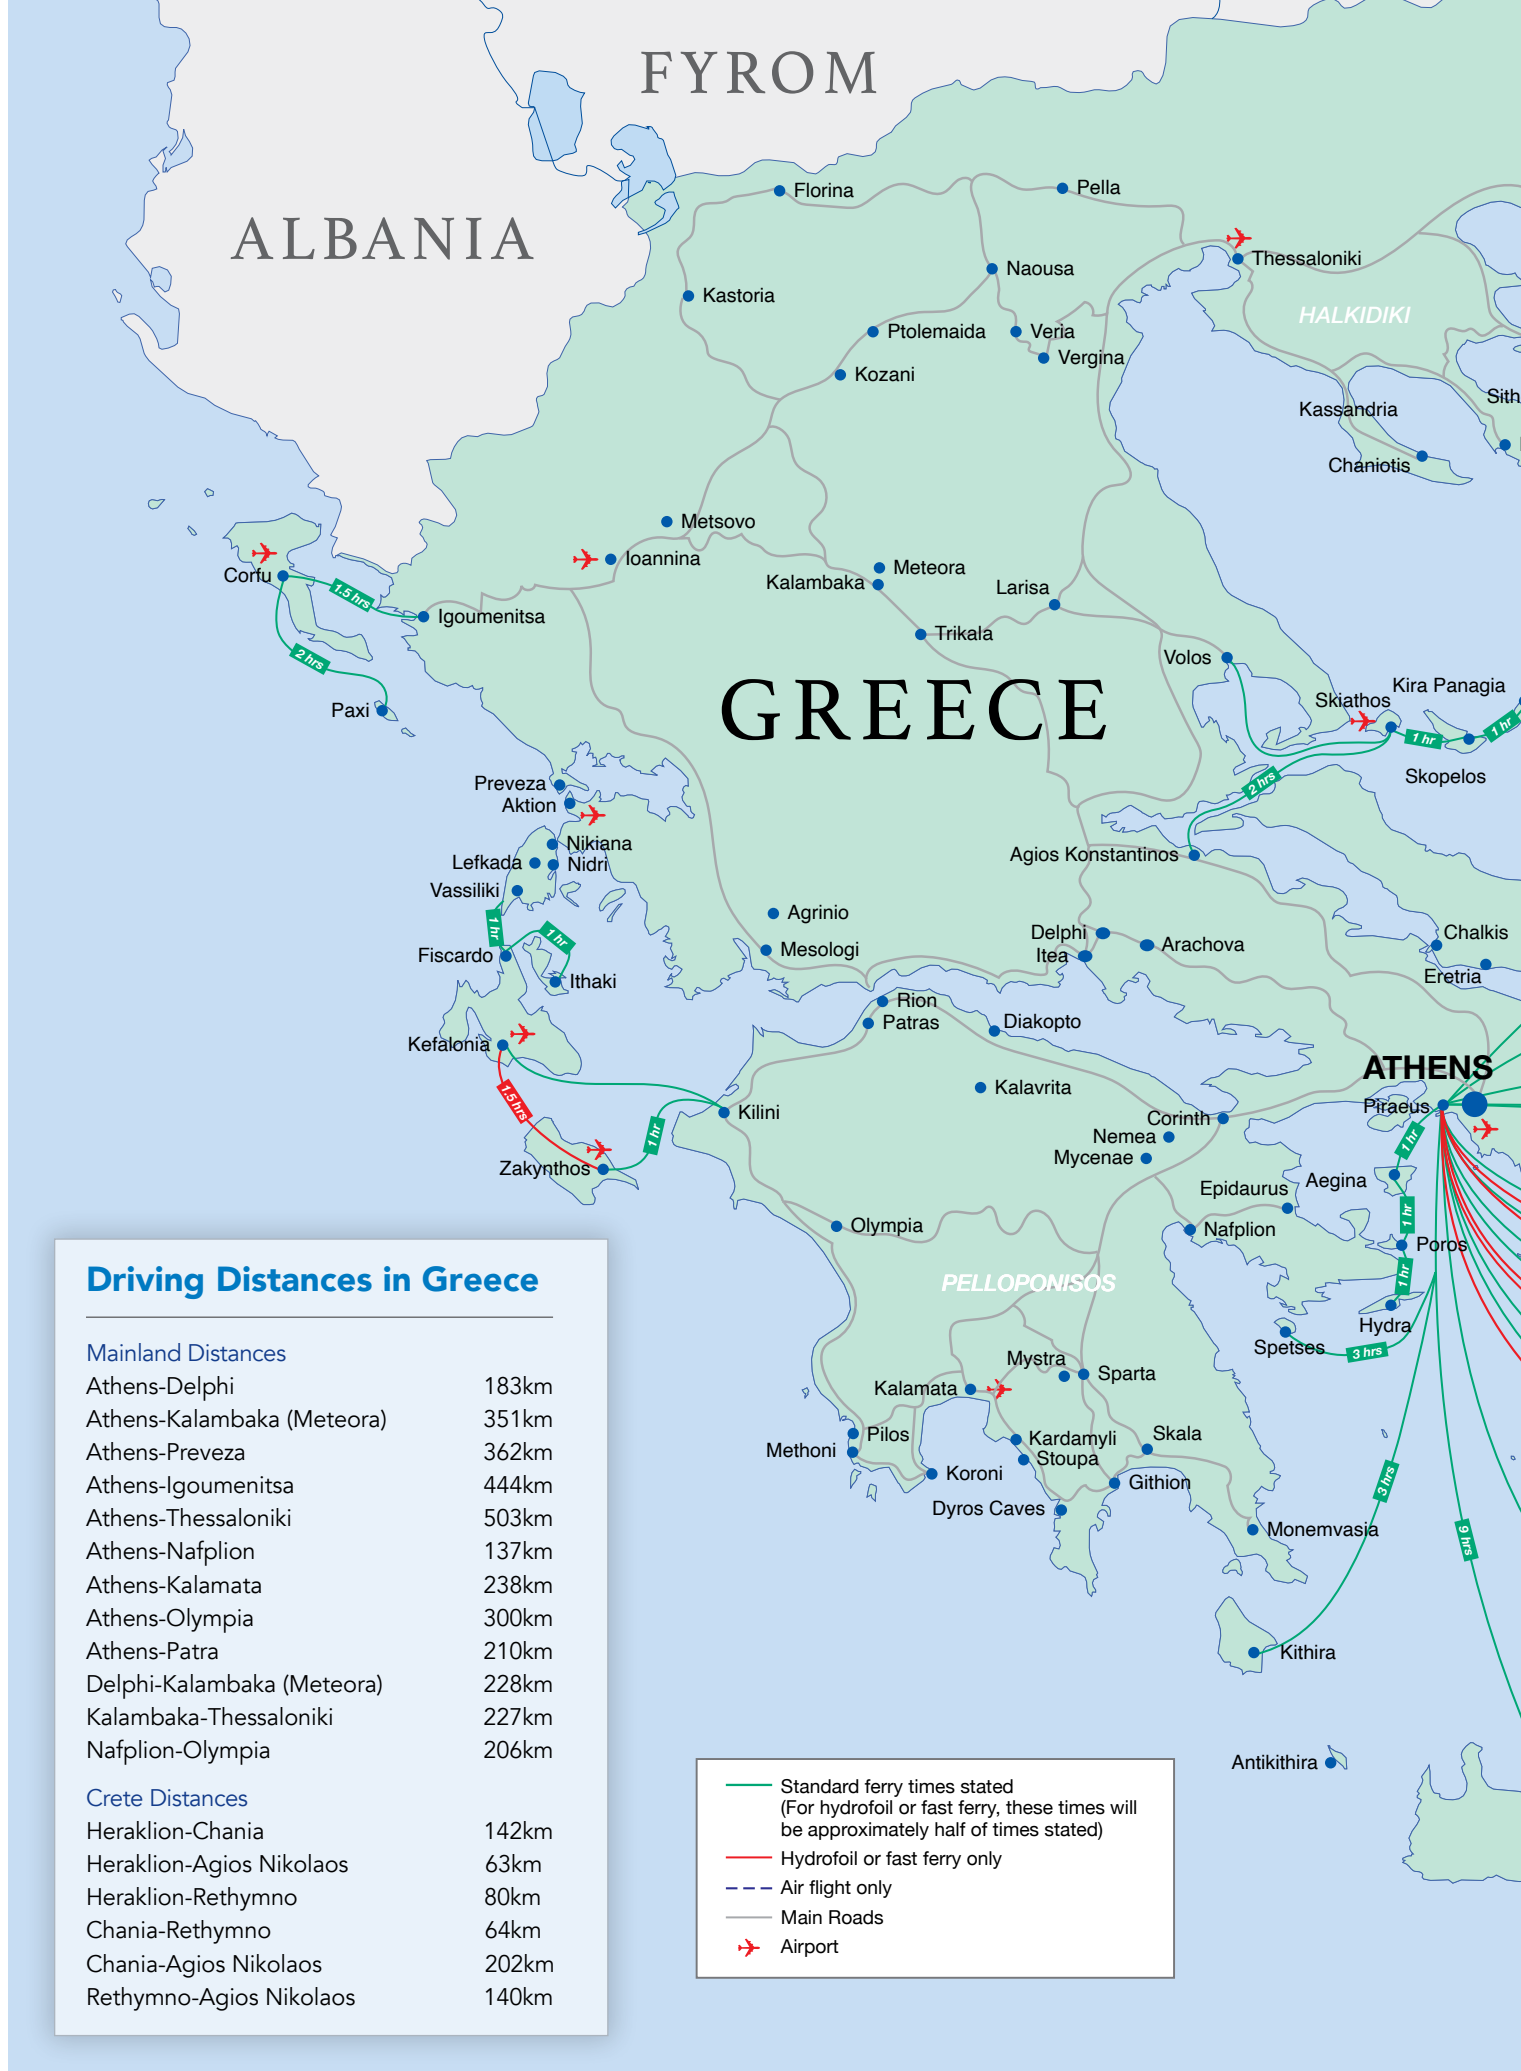 FYROM
ALBANIA
Florina
Pella
Thessaloniki
Naousa
Kastoria
HALKIDIKI
Ptolemaida
Veria
Vergina
Kozani
Sith
Kassandria
Chaniotis
Metsovo
Ioannina
Meteora
Kalambaka
Larisa
Corfu
1.5 hrs
Igoumenitsa
Trikala
2 hrs
Volos
Paxi
GREECE
Kira Panagia
Skiathos
1 hr
1 hr
Skopelos
2 hrs
Preveza
Aktion
Nikiana
Lefkada
Nidri
Vassiliki
Agios Konstantinos
1 hr
1 hr
Agrinio
Delphi
Chalkis
Fiscardo
Mesologi
Itea
Arachova
Eretria
Ithaki
Rion
Patras
Diakopto
Kefalonia
ATHENS
Kalavrita
1.5 hrs
Kilini
Piraeus
Corinth
1 hr
Nemea
1 hr
Mycenae
Zakynthos
Aegina
Epidaurus
1 hr
Olympia
Nafplion
Poros
1 hr
PELLOPONISOS
Hydra
Spetses
3 hrs
Mystra
Sparta
Kalamata
Pilos
Kardamyli
Skala
Methoni
Stoupa
Koroni
Githion
3 hrs
Dyros Caves
Monemvasia
9 hrs
Kithira
Antikithira
Driving Distances in Greece
Mainland Distances
Athens-Delphi 183km
Athens-Kalambaka (Meteora) 351km
Athens-Preveza 362km
Athens-Igoumenitsa 444km
Athens-Thessaloniki 503km
Athens-Nafplion 137km
Athens-Kalamata 238km
Athens-Olympia 300km
Athens-Patra 210km
Delphi-Kalambaka (Meteora) 228km
Kalambaka-Thessaloniki 227km
Nafplion-Olympia 206km
Crete Distances
Heraklion-Chania 142km
Heraklion-Agios Nikolaos 63km
Heraklion-Rethymno 80km
Chania-Rethymno 64km
Chania-Agios Nikolaos 202km
Rethymno-Agios Nikolaos 140km
Standard ferry times stated
(For hydrofoil or fast ferry, these times will
be approximately half of times stated)
Hydrofoil or fast ferry only
Air flight only
Main Roads
Airport